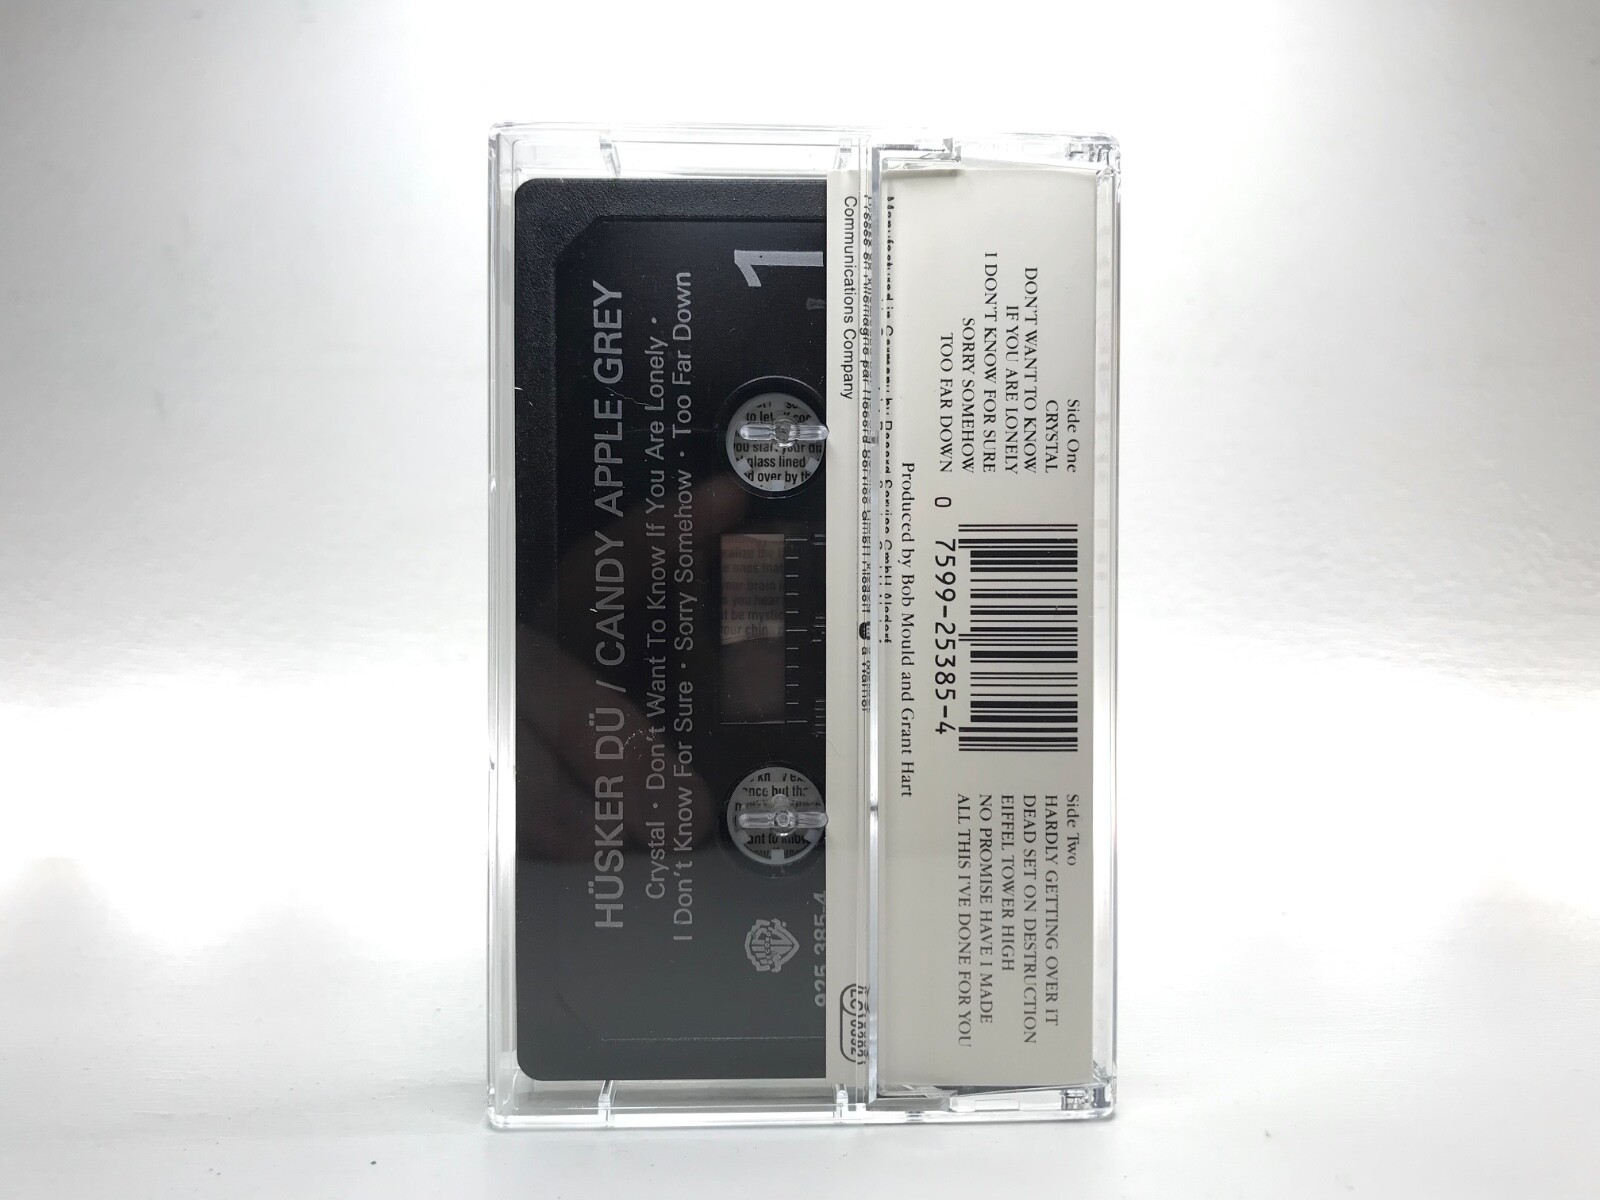 HÜSKER DÜ / CANDY APPLE GREY
Crystal • Don't Want To Know If You Are Lonely •
I Don't Know For Sure • Sorry Somehow • Too Far Down
1
925 385-4
Communications Company
Produced by Bob Mould and Grant Hart
Side One
CRYSTAL
DON'T WANT TO KNOW
IF YOU ARE LONELY
I DON'T KNOW FOR SURE
SORRY SOMEHOW
TOO FAR DOWN
0 7599-25385-4
Side Two
HARDLY GETTING OVER IT
DEAD SET ON DESTRUCTION
EIFFEL TOWER HIGH
NO PROMISE HAVE I MADE
ALL THIS I'VE DONE FOR YOU